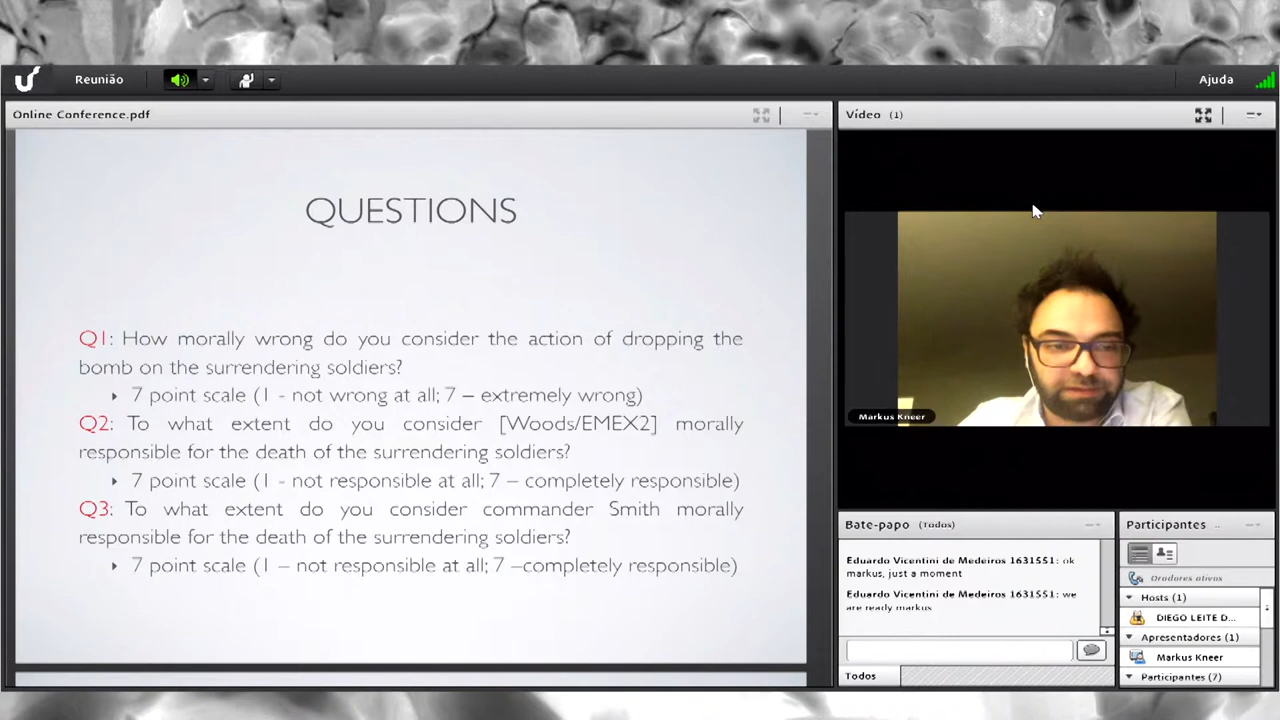 Reunião
Ajuda
Online Conference.pdf
QUESTIONS
Q1: How morally wrong do you consider the action of dropping the
bomb on the surrendering soldiers?
7 point scale (1 - not wrong at all; 7 – extremely wrong)
Q2: To what extent do you consider [Woods/EMEX2] morally
responsible for the death of the surrendering soldiers?
7 point scale (1 - not responsible at all; 7 – completely responsible)
Q3: To what extent do you consider commander Smith morally
responsible for the death of the surrendering soldiers?
7 point scale (1 – not responsible at all; 7 –completely responsible)
Vídeo (1)
Markus Kneer
Bate-papo (Todos)
Eduardo Vicentini de Medeiros 1631551: ok
markus, just a moment
Eduardo Vicentini de Medeiros 1631551: we
are ready markus
Todos
Participantes ..
Oradores ativos
Hosts (1)
DIEGO LEITE D...
Apresentadores (1)
Markus Kneer
Participantes (7)